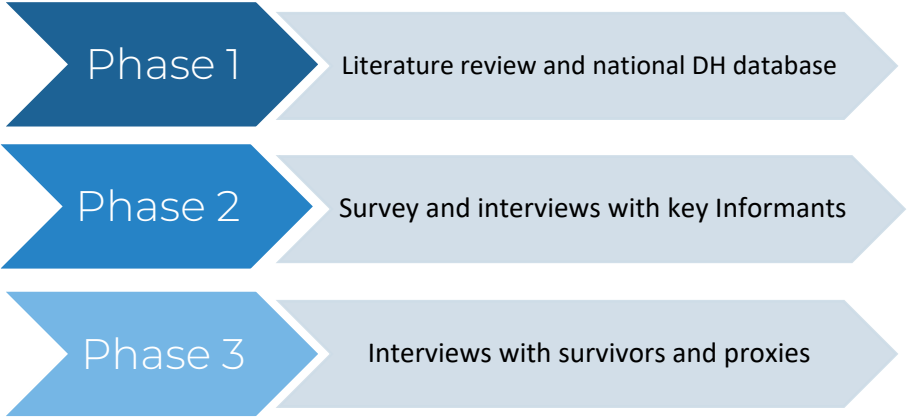 Phase 1
Literature review and national DH database
Phase 2
Survey and interviews with key Informants
Phase 3
Interviews with survivors and proxies